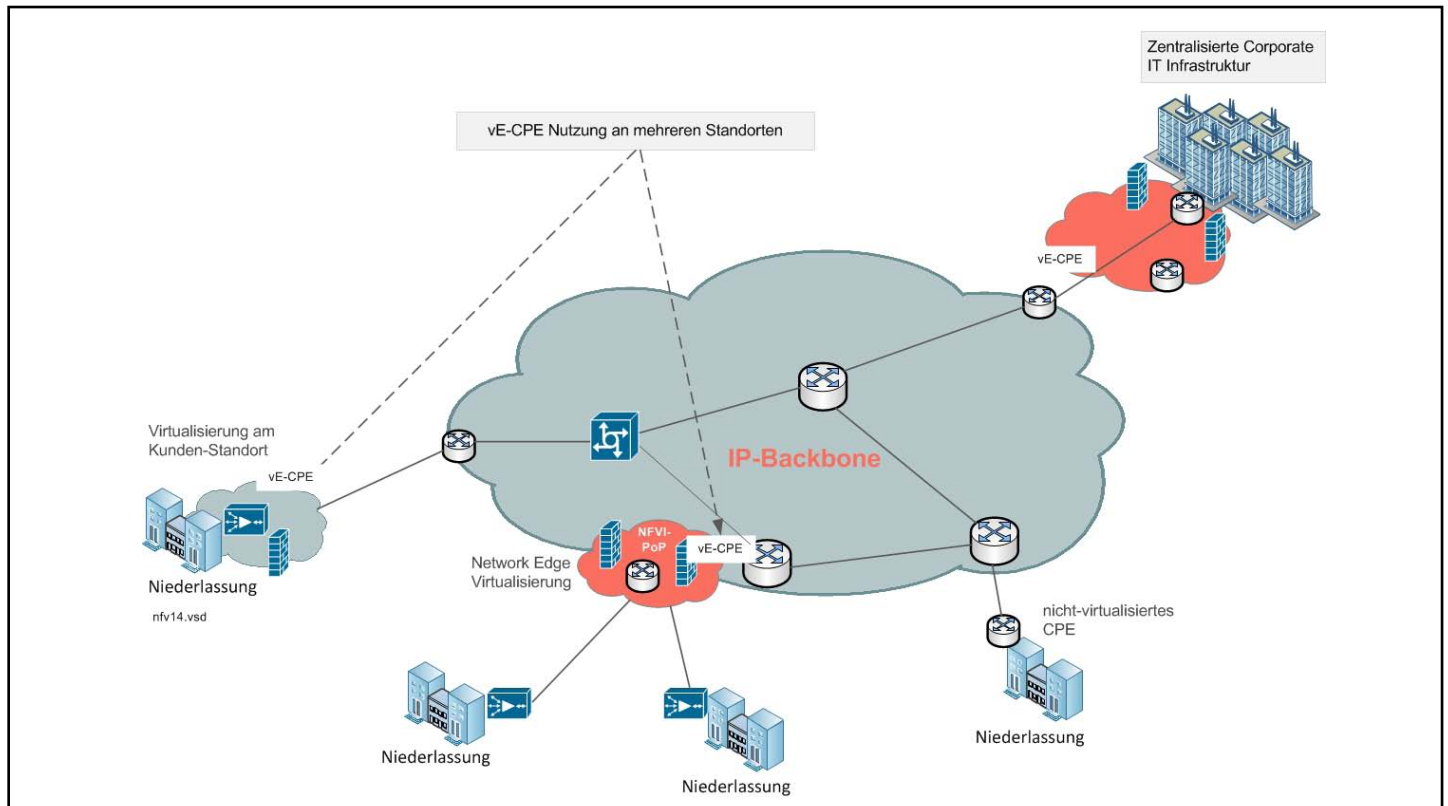 Zentralisierte Corporate
IT Infrastruktur
vE-CPE Nutzung an mehreren Standorten
vE-CPE
Virtualisierung am
Kunden-Standort
vE-CPE
IP-Backbone
NFVI-
PoP
vE-CPE
Network Edge
Virtualisierung
Niederlassung
nfv14.vsd
nicht-virtualisiertes
CPE
Niederlassung
Niederlassung
Niederlassung